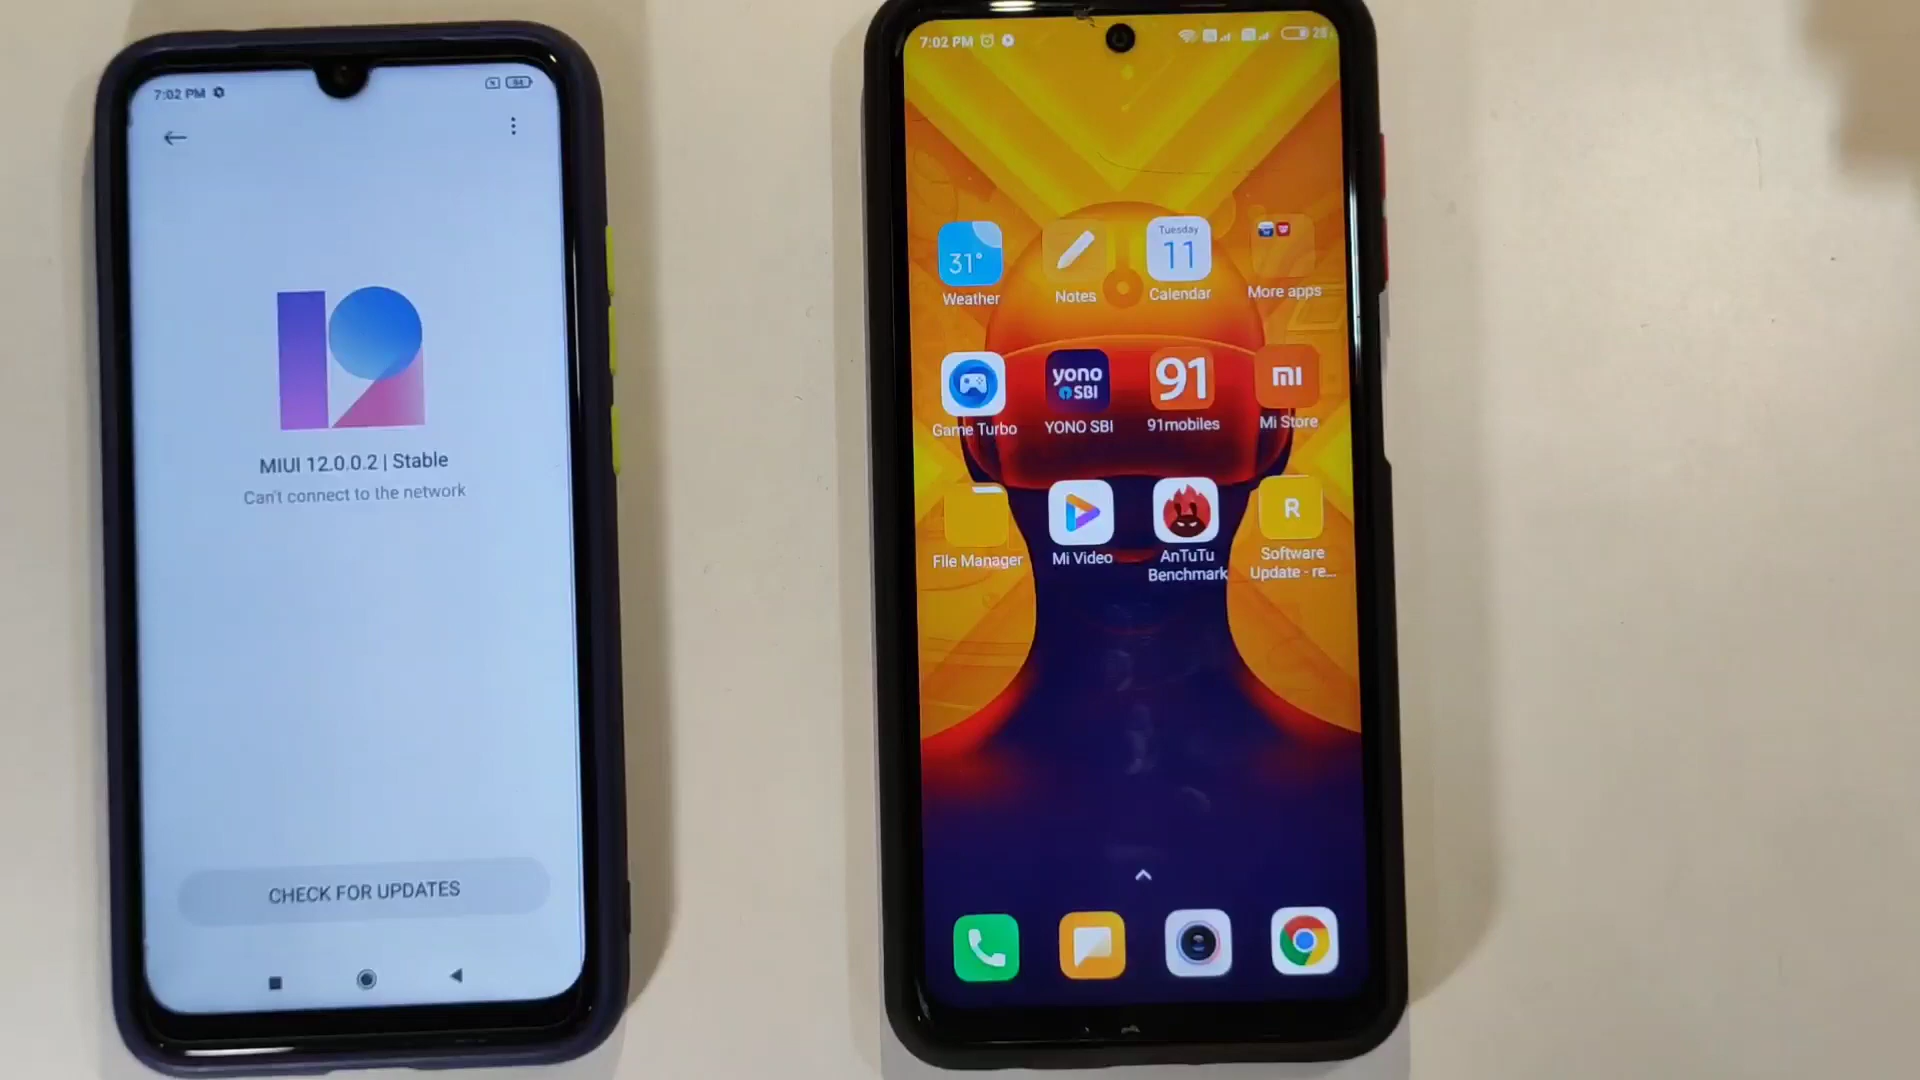 7:02 PM
MIUI 12.0.0.2 | Stable
Can't connect to the network
CHECK FOR UPDATES
7:02 PM
31°
Tuesday
11
Weather
Notes
Calendar
More apps
yono
SBI
91
mi
Game Turbo
YONO SBI
91mobiles
Mi Store
R
File Manager
Mi Video
AnTuTu
Benchmark
Software
Update - re...